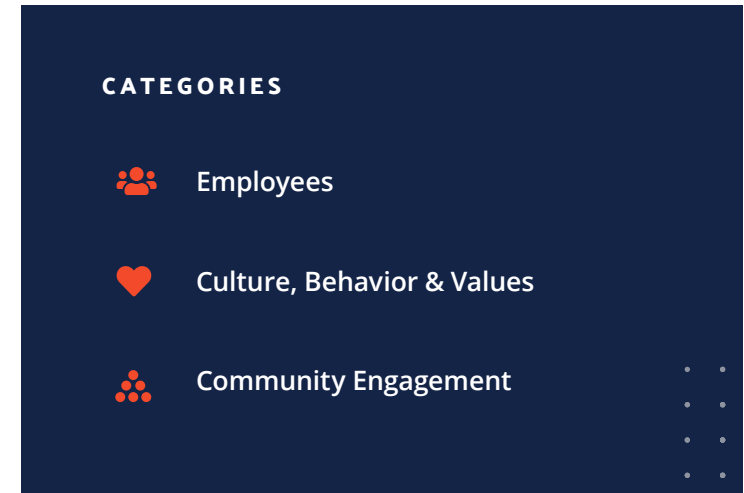 CATEGORIES
Employees
Culture, Behavior & Values
Community Engagement